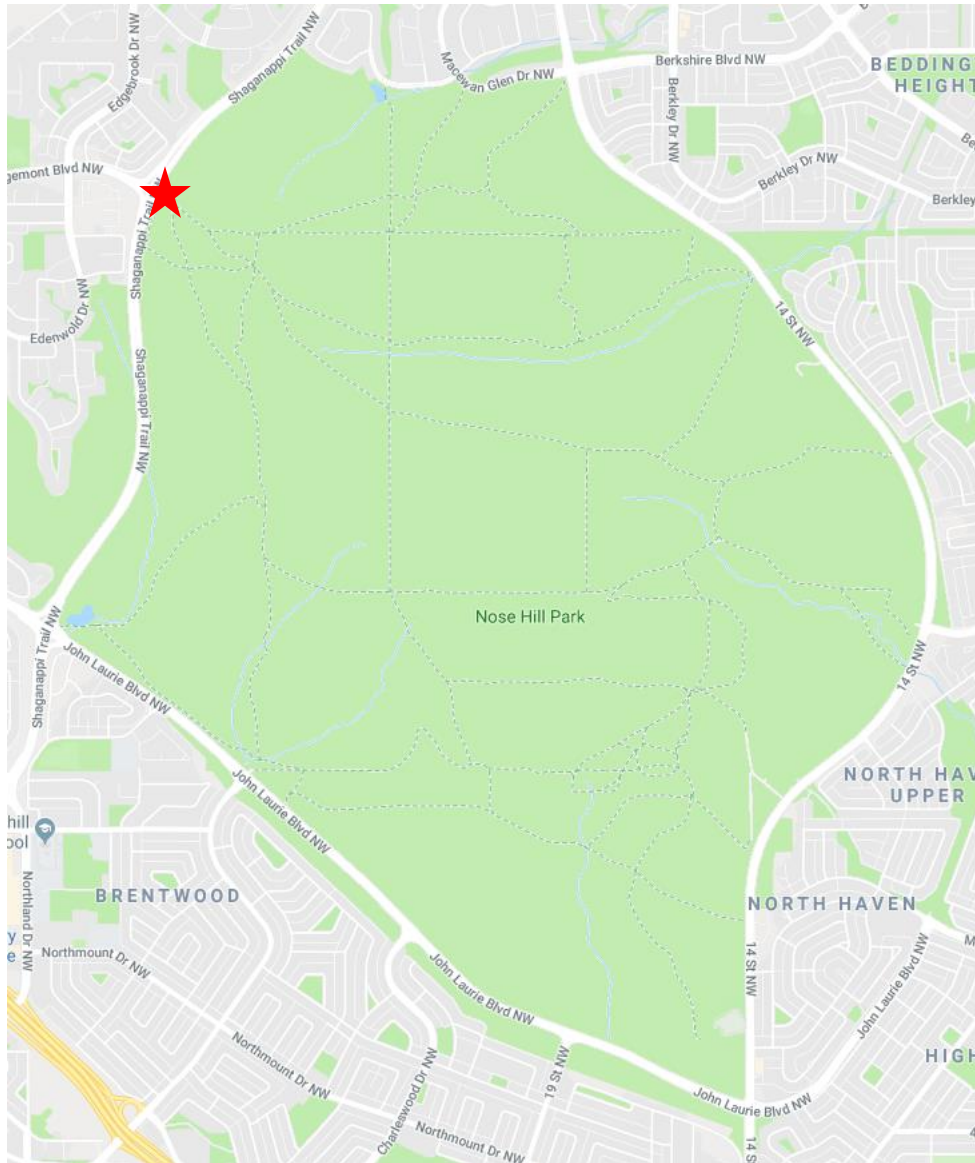 Edgebrook Dr NW
Shaganappi Trail NW
Macewan Glen Dr NW
Berkshire Blvd NW
BEDDING
HEIGHT
Berkley Dr NW
Be
gemont Blvd NW
Berkley Dr NW
Berkley
Shaganappi Trail NW
Edenwold Dr NW
14 St NW
Shaganappi Trail NW
Nose Hill Park
Shaganappi Trail NW
John Laurie Blvd NW
14 St NW
John Laurie Blvd NW
NORTH HAV
UPPER
hill
ool
BRENTWOOD
NORTH HAVEN
Northland Dr NW
ry
e
Northmount Dr NW
14 St NW
M
John Laurie Blvd NW
John Laurie Blvd NW
Northmount Dr NW
Charleswood Dr NW
19 St NW
HIGH
John Laurie Blvd NW
Northmount Dr NW
14 S
4